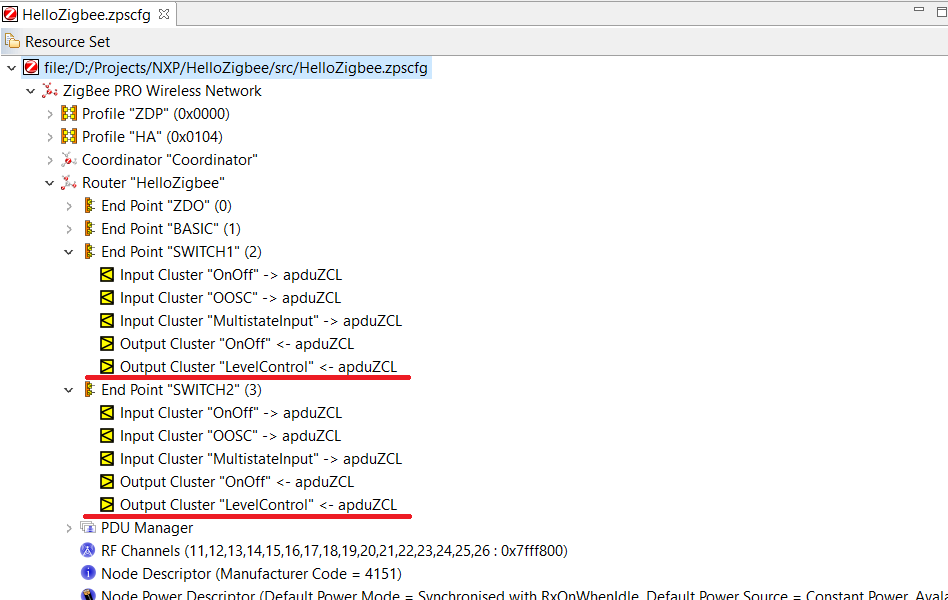 HelloZigbee.zpscfg
Resource Set
file:/D:/Projects/NXP/HelloZigbee/src/HelloZigbee.zpscfg
ZigBee PRO Wireless Network
Profile "ZDP" (0x0000)
Profile "HA" (0x0104)
Coordinator "Coordinator"
Router "HelloZigbee"
End Point "ZDO" (0)
End Point "BASIC" (1)
End Point "SWITCH1" (2)
Input Cluster "OnOff" -> apduZCL
Input Cluster "OOSC" -> apduZCL
Input Cluster "MultistateInput" -> apduZCL
Output Cluster "OnOff" <- apduZCL
Output Cluster "LevelControl" <- apduZCL
End Point "SWITCH2" (3)
Input Cluster "OnOff" -> apduZCL
Input Cluster "OOSC" -> apduZCL
Input Cluster "MultistateInput" -> apduZCL
Output Cluster "OnOff" <- apduZCL
Output Cluster "LevelControl" <- apduZCL
PDU Manager
RF Channels (11,12,13,14,15,16,17,18,19,20,21,22,23,24,25,26 : 0x7fff800)
Node Descriptor (Manufacturer Code = 4151)
Node Power Descriptor (Default Power Mode = Synchronised with RxOnWhenIdle, Default Power Source = Constant Power, Avala